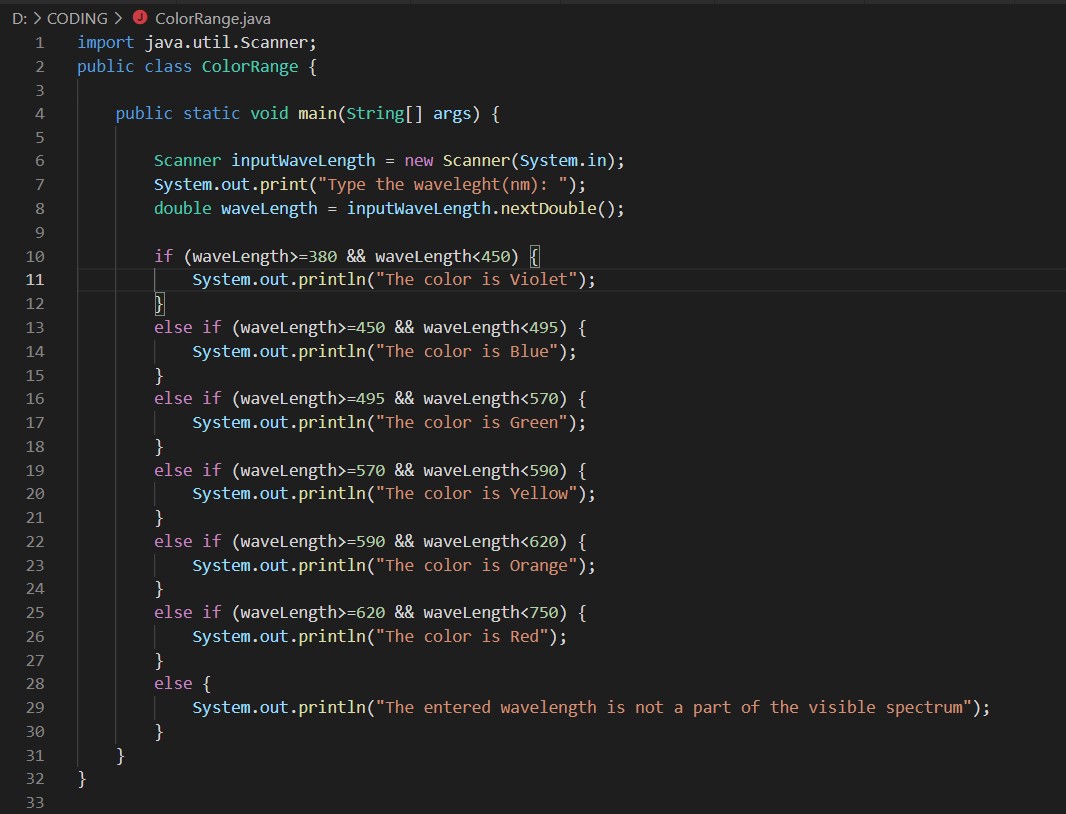 D: > CODING > J ColorRange.java
1 import java.util.Scanner;
2 public class ColorRange {
3
4     public static void main(String[] args) {
5
6         Scanner inputWaveLength = new Scanner(System.in);
7         System.out.print("Type the waveleght(nm): ");
8         double waveLength = inputWaveLength.nextDouble();
9
10         if (waveLength>=380 && waveLength<450) {
11             System.out.println("The color is Violet");
12         }
13         else if (waveLength>=450 && waveLength<495) {
14             System.out.println("The color is Blue");
15         }
16         else if (waveLength>=495 && waveLength<570) {
17             System.out.println("The color is Green");
18         }
19         else if (waveLength>=570 && waveLength<590) {
20             System.out.println("The color is Yellow");
21         }
22         else if (waveLength>=590 && waveLength<620) {
23             System.out.println("The color is Orange");
24         }
25         else if (waveLength>=620 && waveLength<750) {
26             System.out.println("The color is Red");
27         }
28         else {
29             System.out.println("The entered wavelength is not a part of the visible spectrum");
30         }
31     }
32 }
33